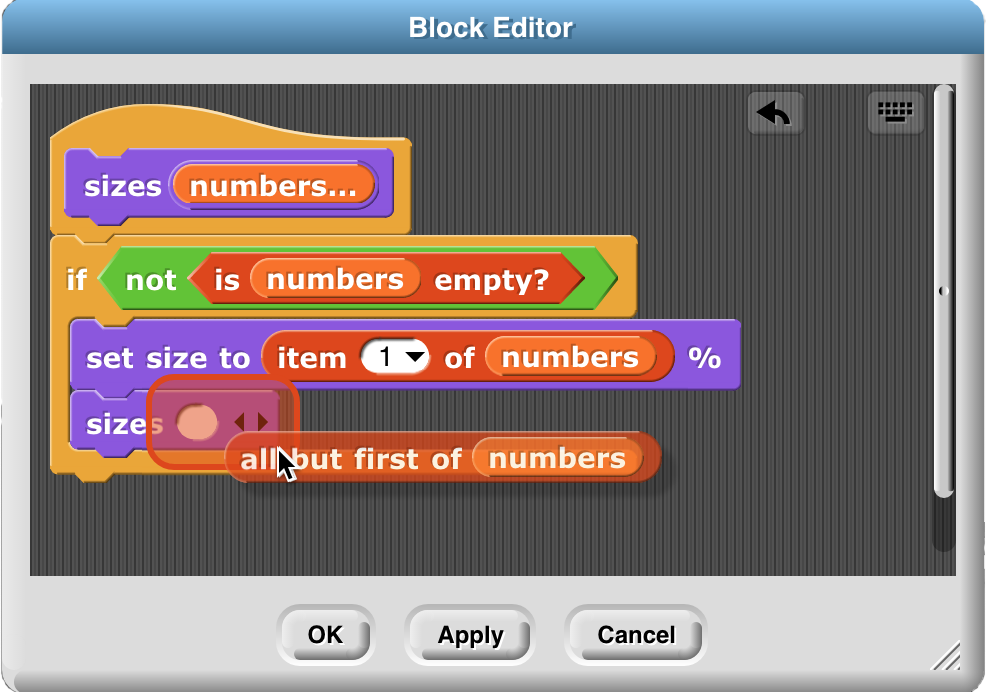 Block Editor
sizes numbers...
if not is numbers empty?
set size to item 1 of numbers %
sizes
all but first of numbers
OK Apply Cancel